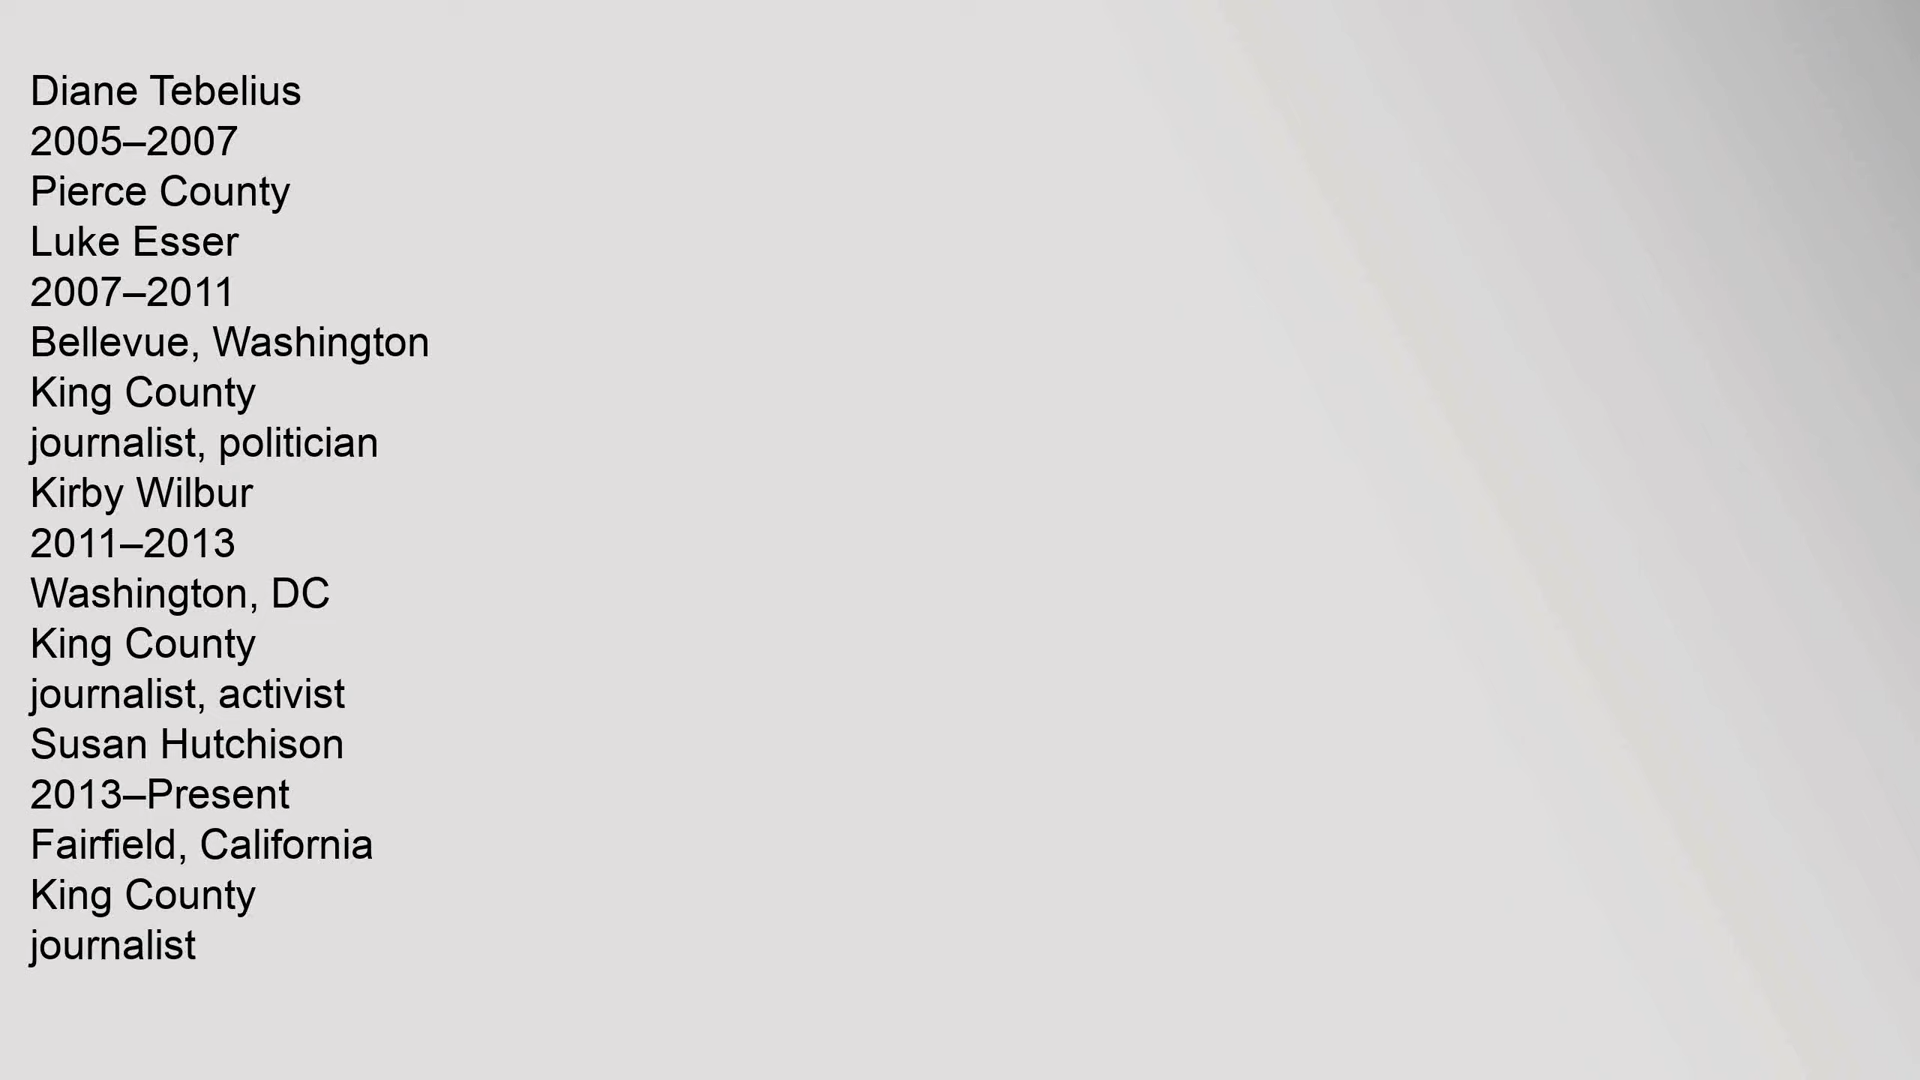 Diane Tebelius
2005–2007
Pierce County
Luke Esser
2007–2011
Bellevue, Washington
King County
journalist, politician
Kirby Wilbur
2011–2013
Washington, DC
King County
journalist, activist
Susan Hutchison
2013–Present
Fairfield, California
King County
journalist